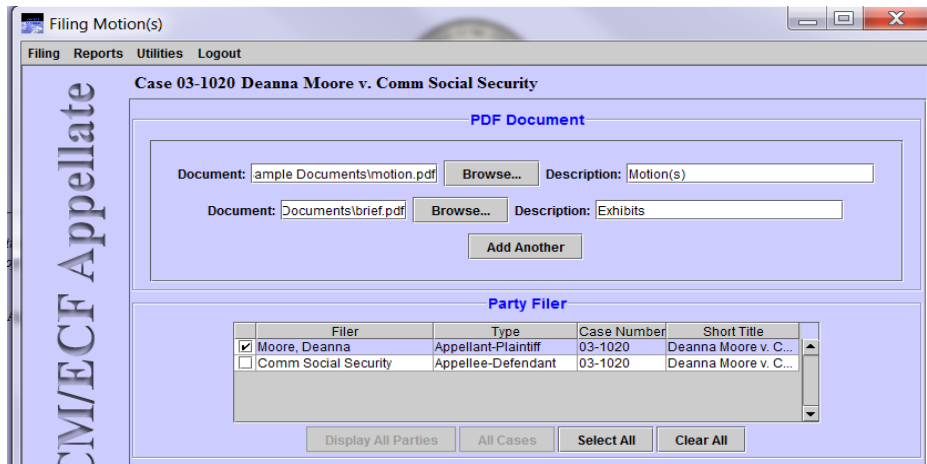 Filing Motion(s)
Filing Reports Utilities Logout
CM/ECF Appellate
Case 03-1020 Deanna Moore v. Comm Social Security
PDF Document
Document: ample Documents\motion.pdf Browse... Description: Motion(s)
Document: Documents\brief.pdf Browse... Description: Exhibits
Add Another
Party Filer
Filer Type Case Number Short Title
Moore, Deanna Appellant-Plaintiff 03-1020 Deanna Moore v. C...
Comm Social Security Appellee-Defendant 03-1020 Deanna Moore v. C...
Display All Parties All Cases Select All Clear All